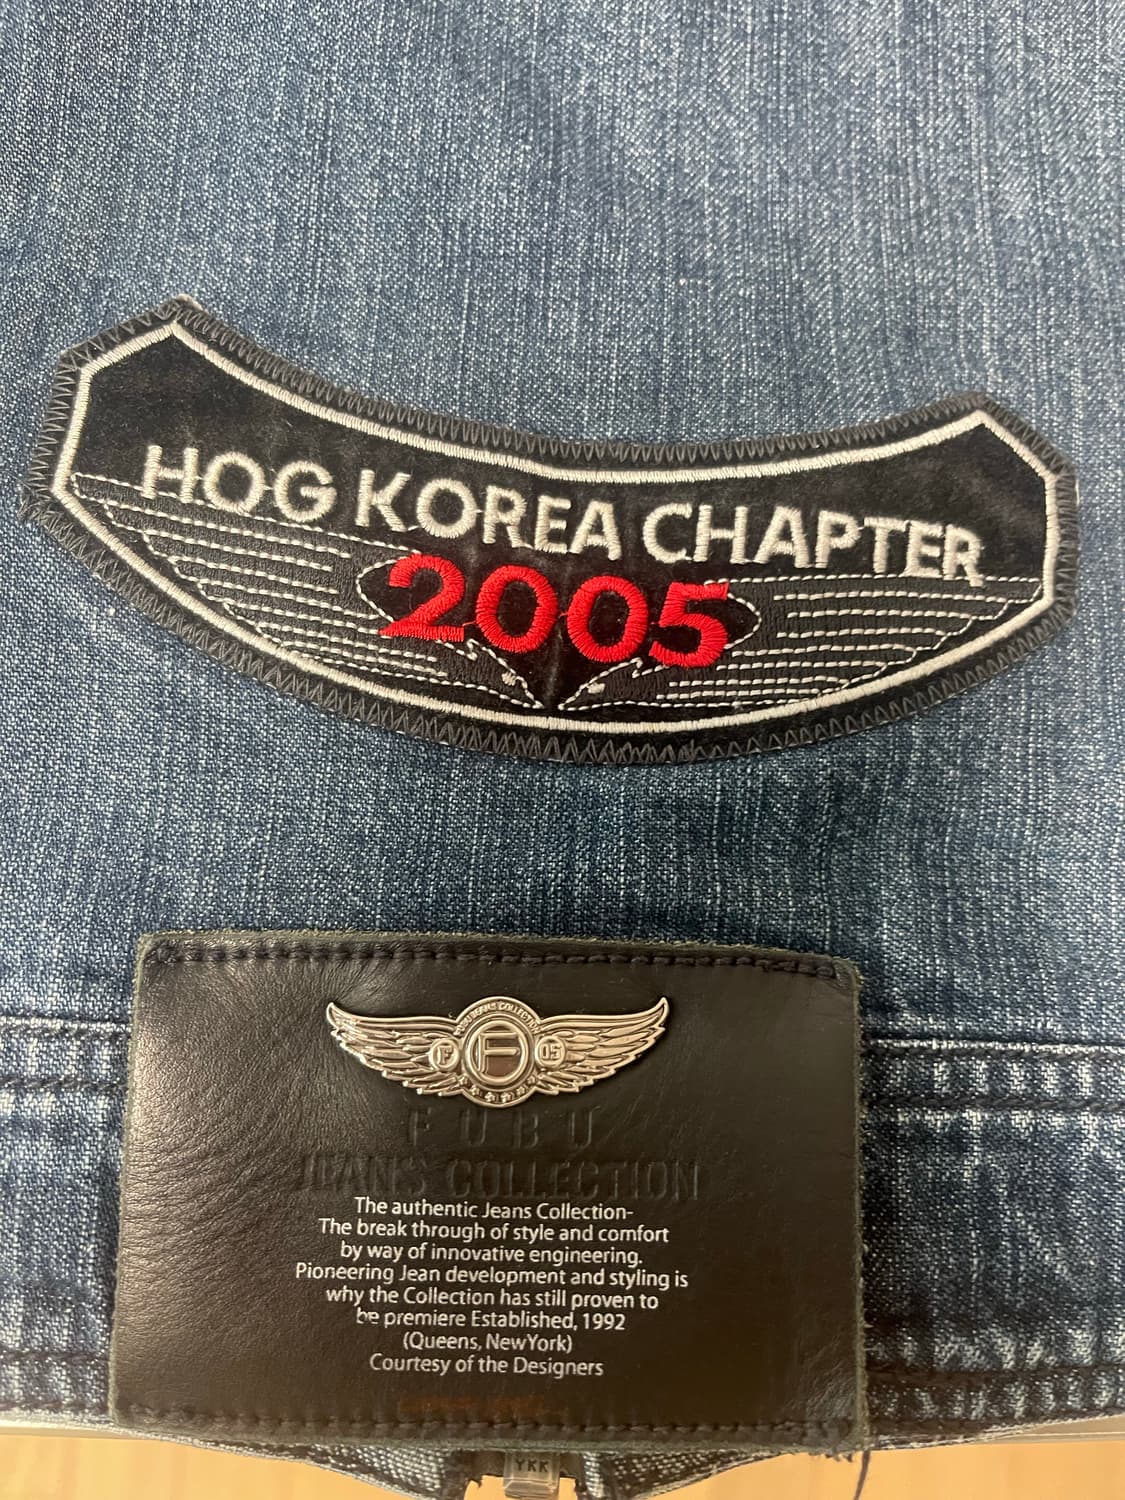 HOG KOREA CHAPTER
2005
F
05
FUBU
JEANS COLLECTION
The authentic Jeans Collection-
The break through of style and comfort
by way of innovative engineering.
Pioneering Jean development and styling is
why the Collection has still proven to
be premiere Established, 1992
(Queens, NewYork)
Courtesy of the Designers
YKK